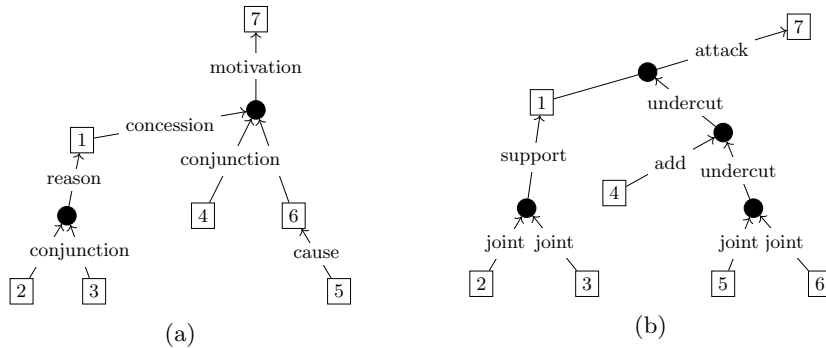 7
motivation
concession
1
conjunction
reason
4
6
conjunction
cause
2
3
5
(a)
7
attack
1
undercut
support
add
undercut
4
joint joint
joint joint
2
3
5
6
(b)